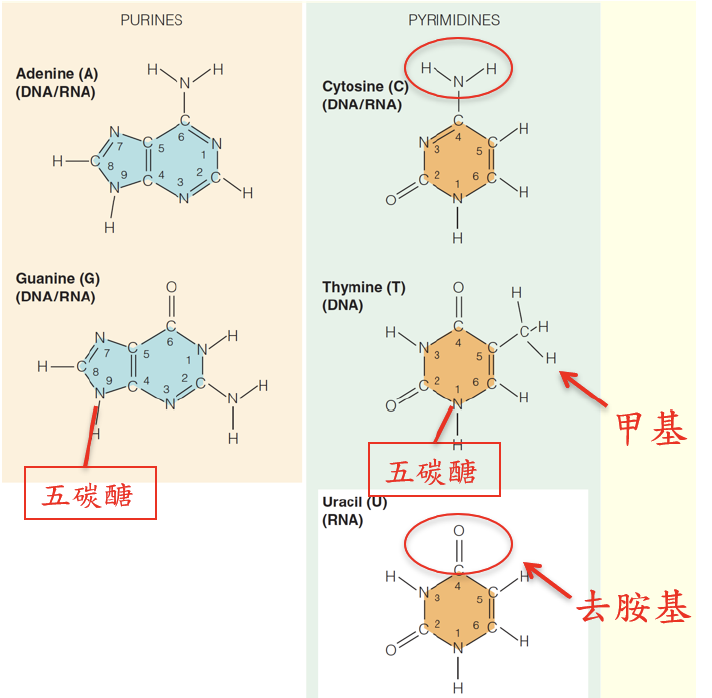 PURINES
Adenine (A)
(DNA/RNA)
H H
N
C
N 7 5 6 N
1
H C 8 C
9 4 3 2 C
N C N H
H
Guanine (G)
(DNA/RNA)
O
C
6 H
N 7 C 5 1 N
H C 8
9 4 3 2 C H
N C N N
H H
五碳醣
PYRIMIDINES
Cytosine (C)
(DNA/RNA)
H N H
C
4 H
N 3 5 C
C 2 1 6 C
O N H
H
Thymine (T)
(DNA)
O H
C C H
H 4 H
N 3 5 C
C 2 1 6 C
O N H
H
甲基
五碳醣
Uracil (U)
(RNA)
O
C
H 4 H
N 3 5 C
C 2 1 6 C
O N H
H
去胺基